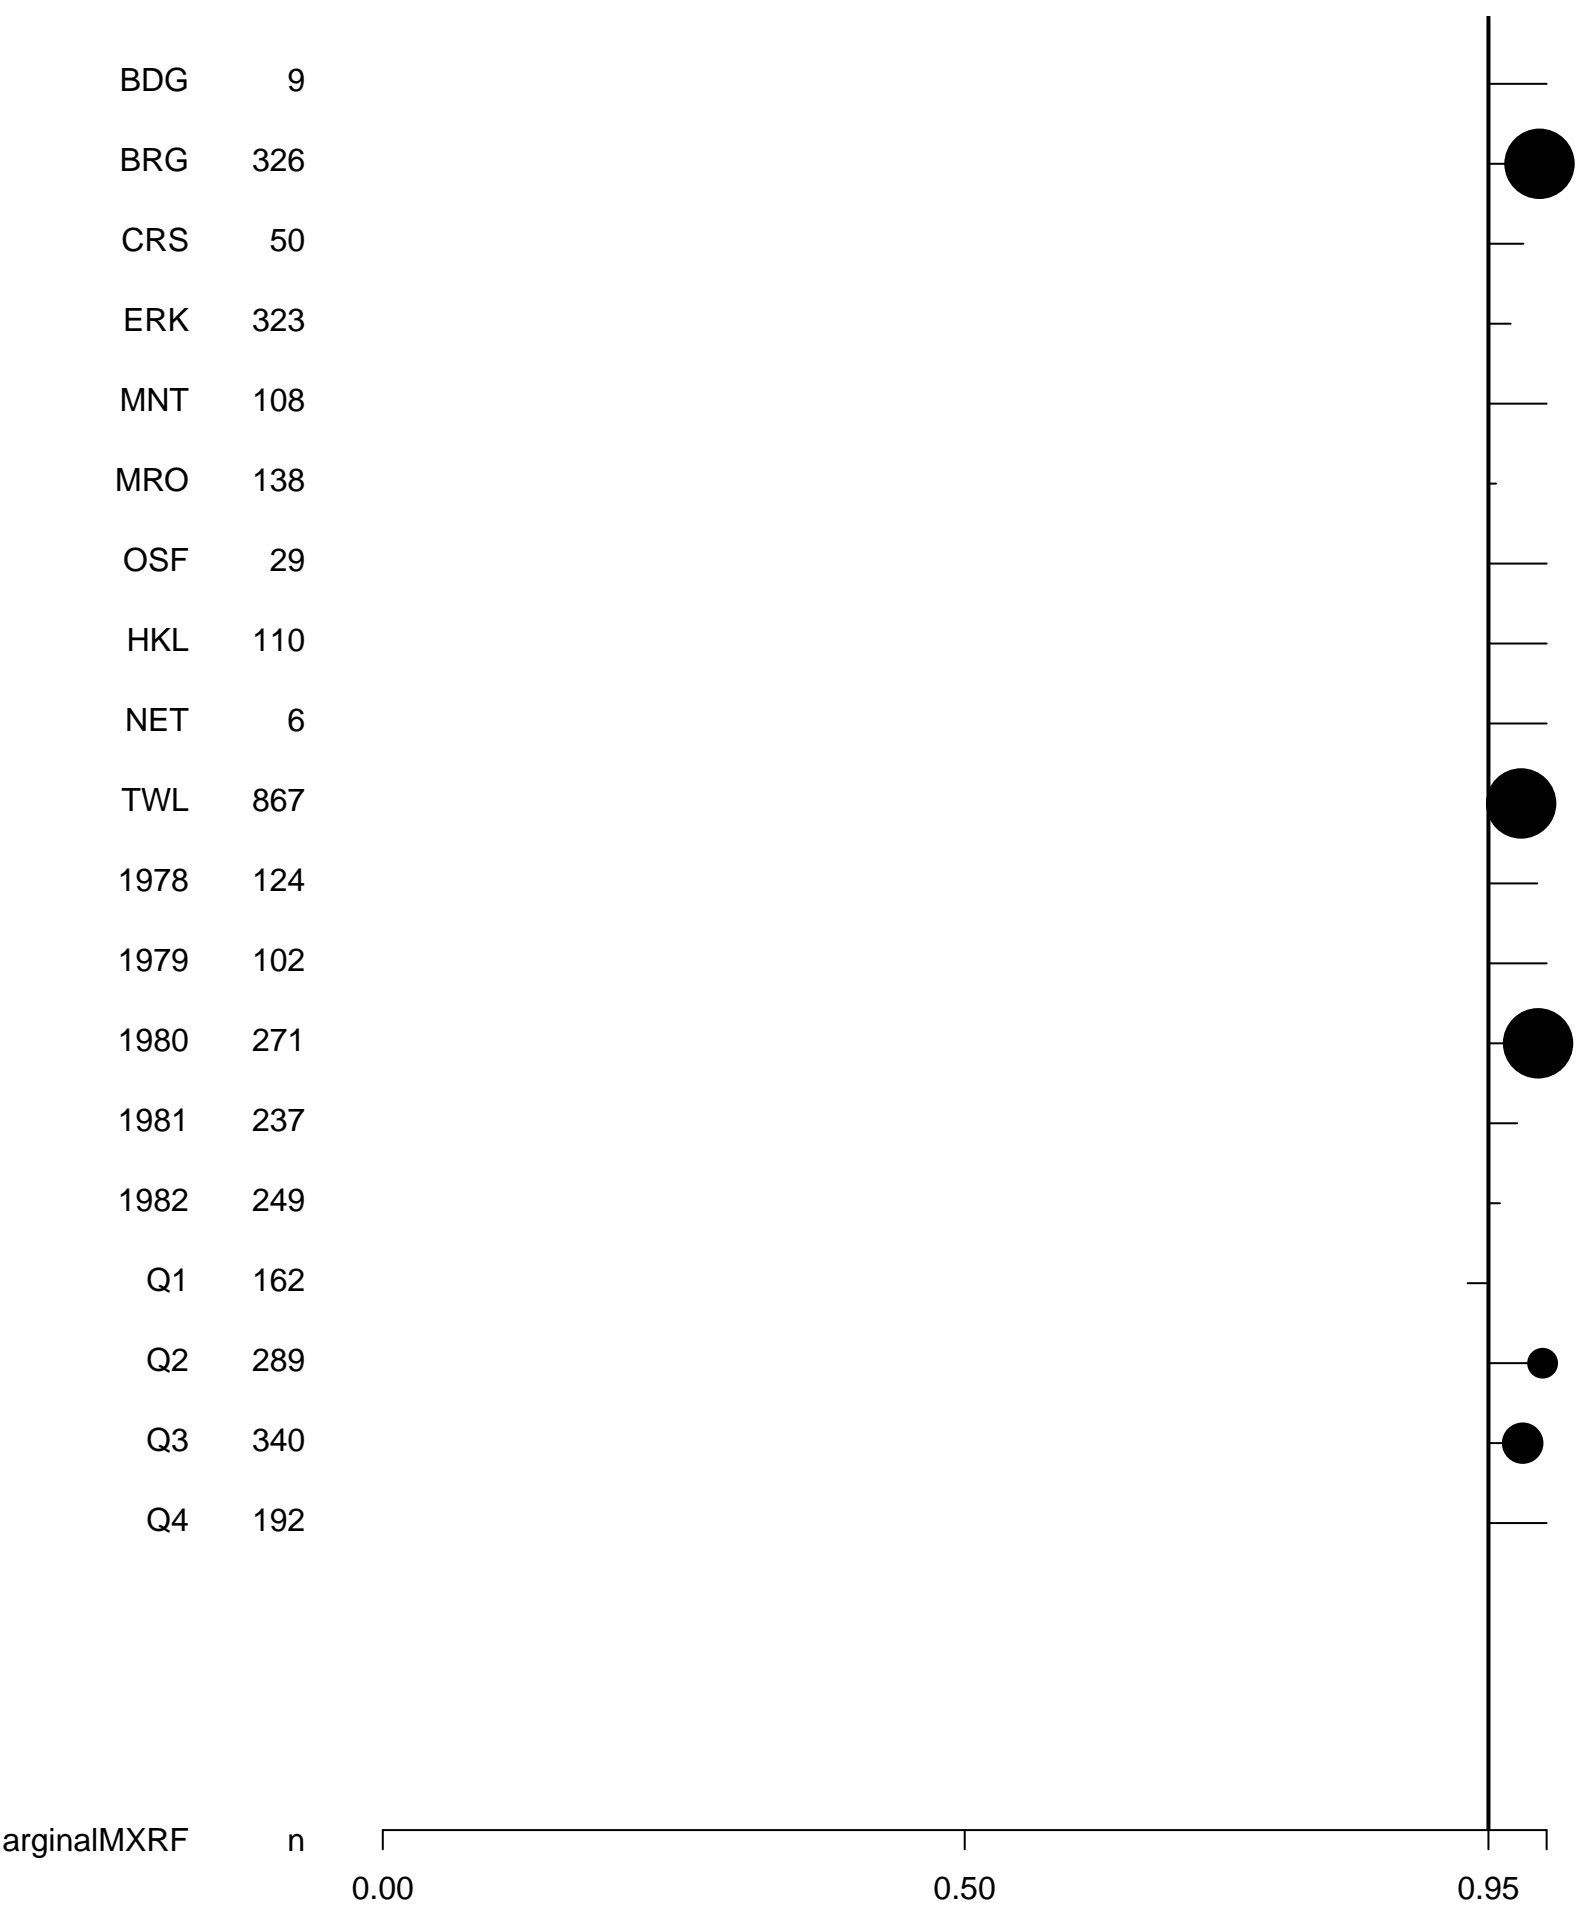 BDG 9
BRG 326
CRS 50
ERK 323
MNT 108
MRO 138
OSF 29
HKL 110
NET 6
TWL 867
1978 124
1979 102
1980 271
1981 237
1982 249
Q1 162
Q2 289
Q3 340
Q4 192
arginalMXRF n
0.00 0.50 0.95